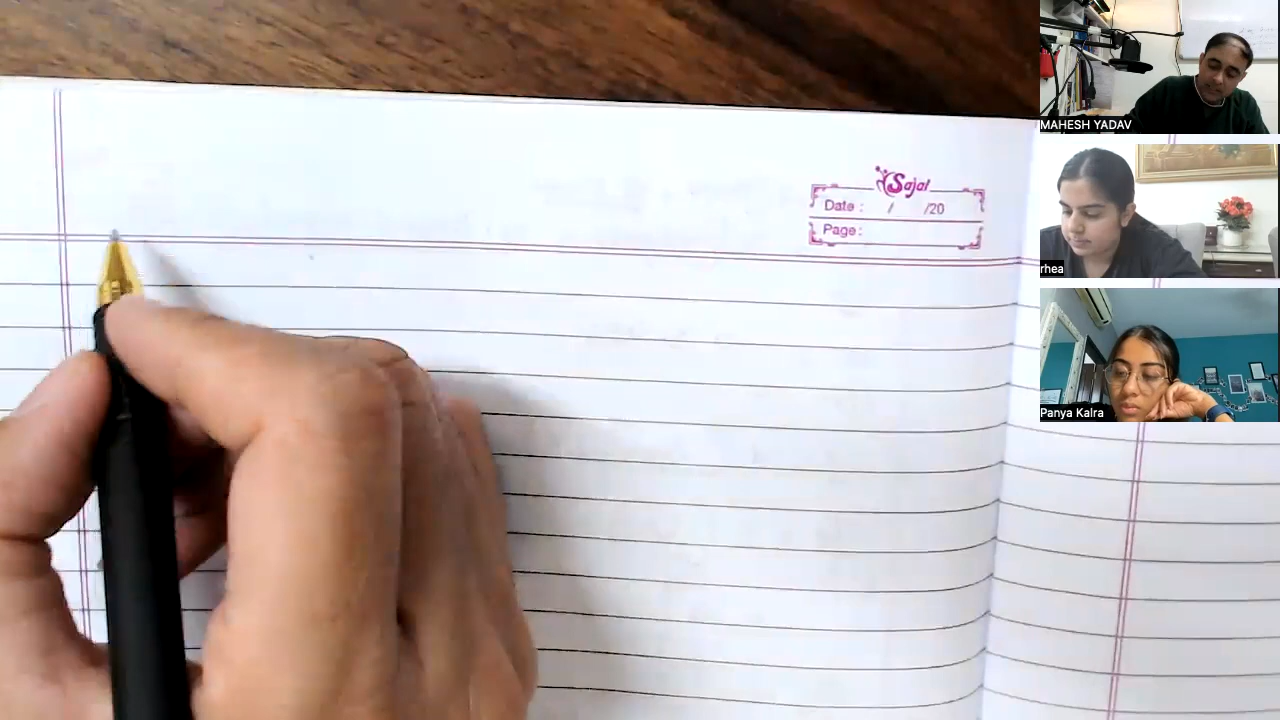 Sajal
Date : / /20
Page :
MAHESH YADAV
rhea
Panya Kalra